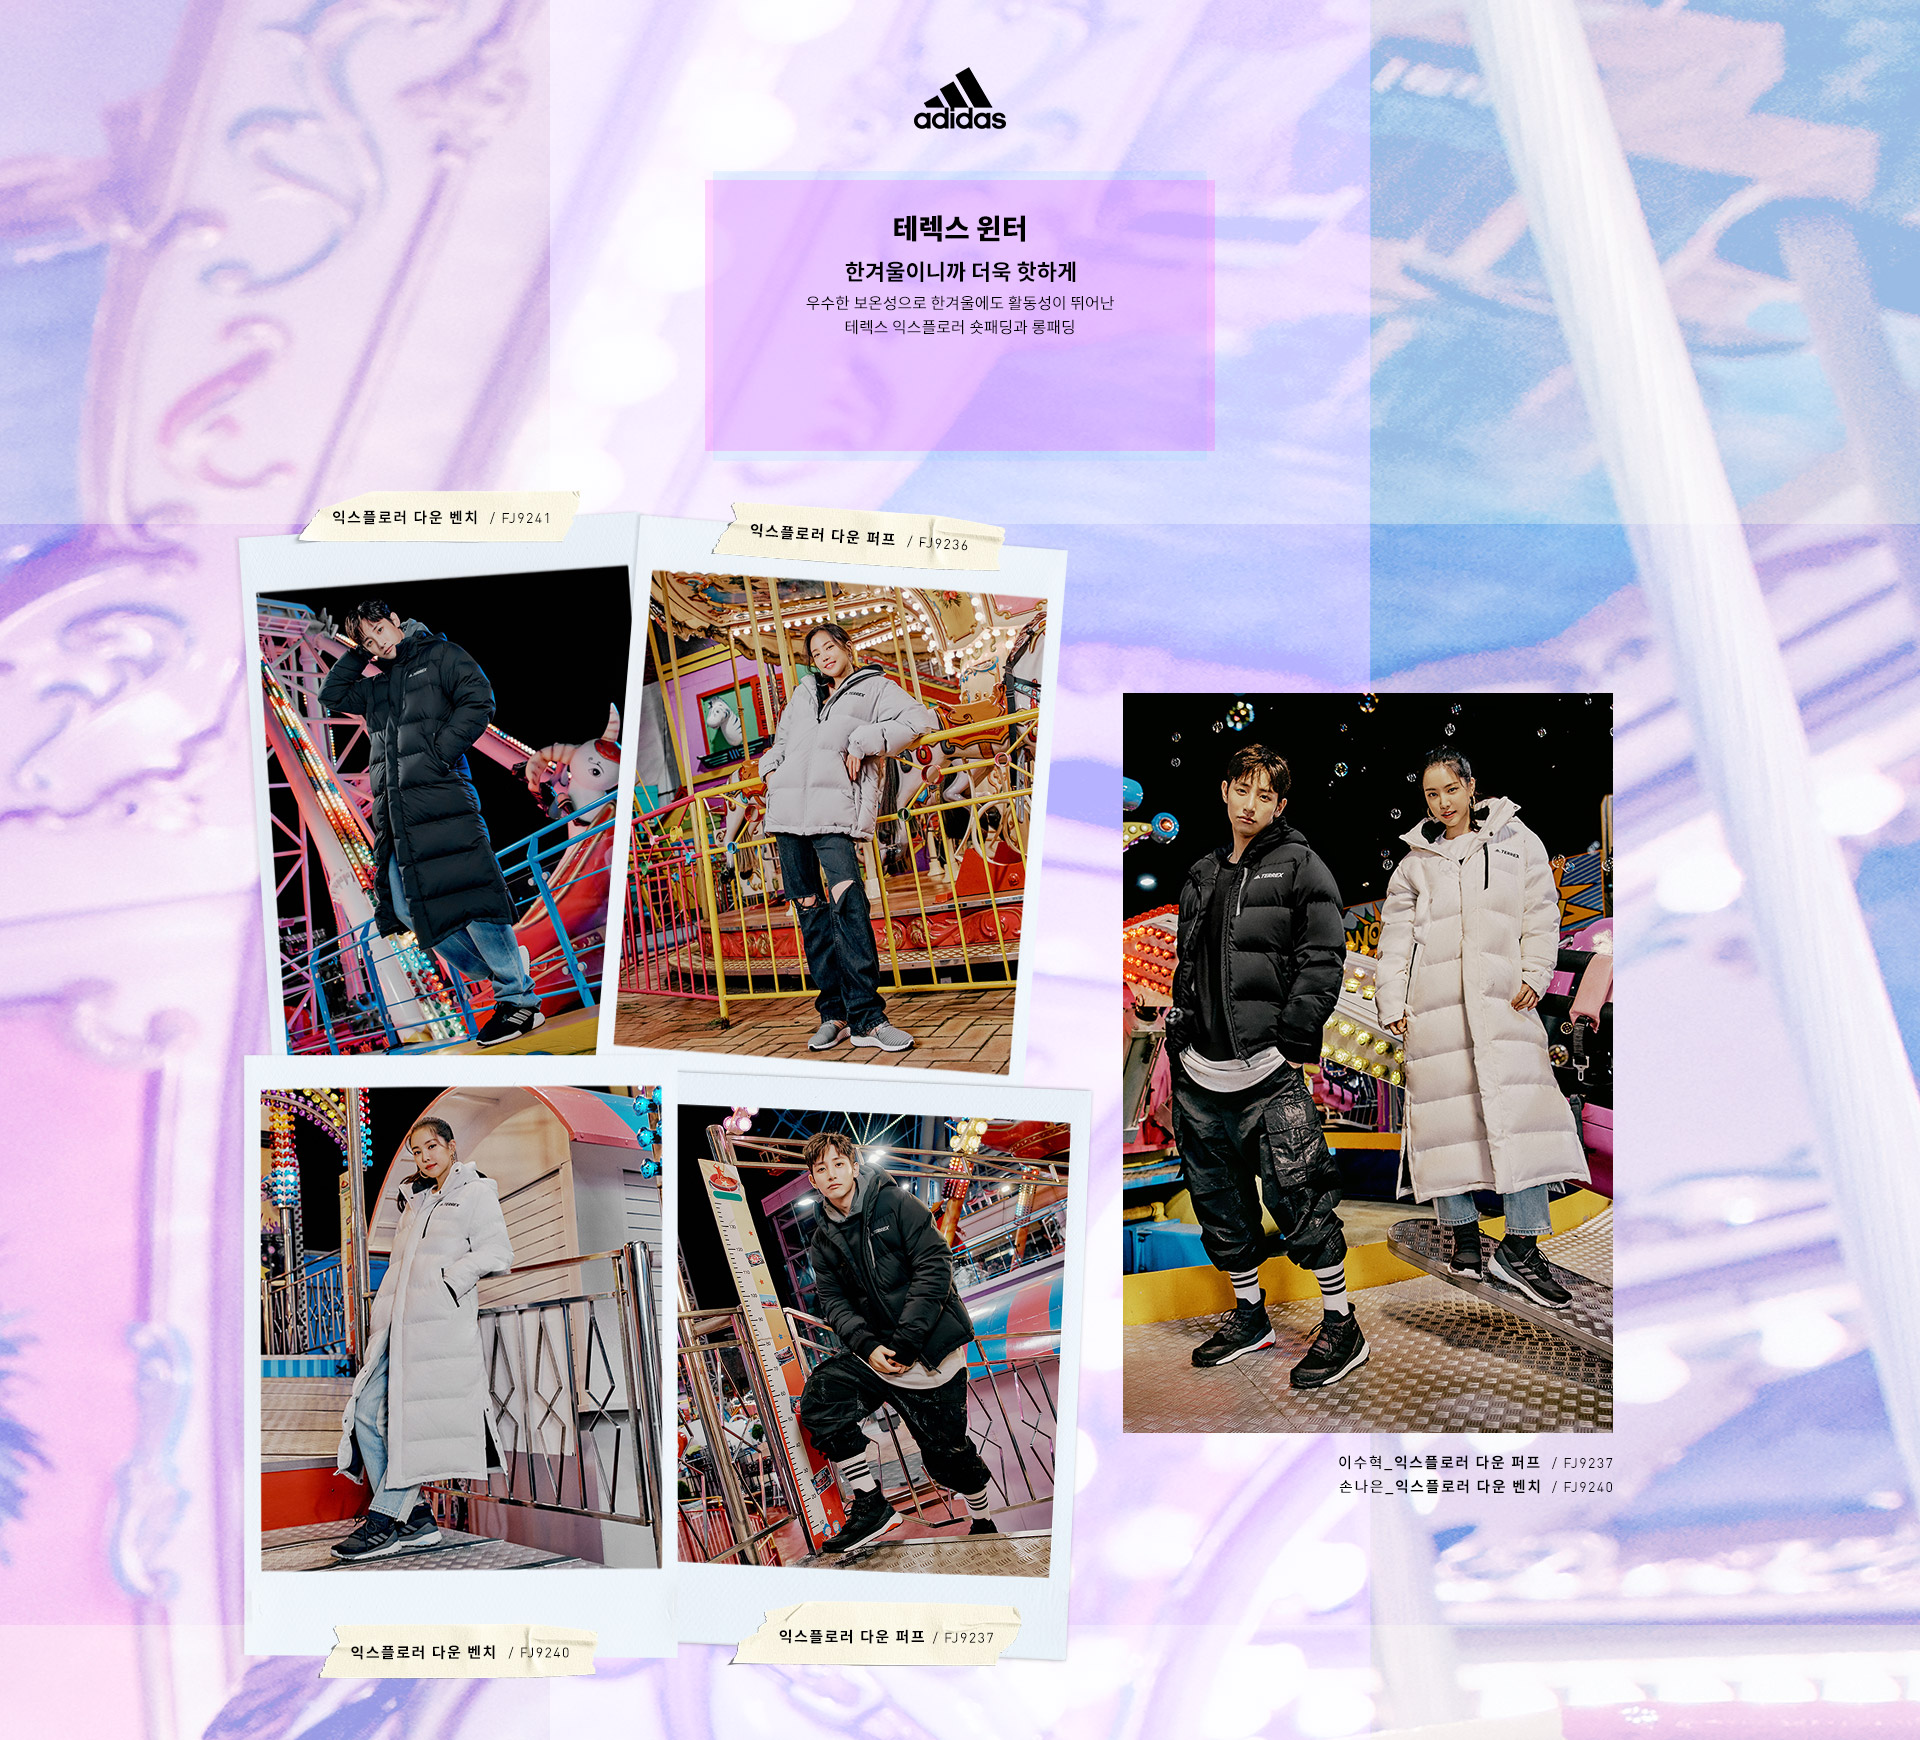 adidas
테렉스 윈터
한겨울이니까 더욱 핫하게
우수한 보온성으로 한겨울에도 활동성이 뛰어난
테렉스 익스플로러 숏패딩과 롱패딩
익스플로러 다운 벤치 / FJ9241
익스플로러 다운 퍼프 / FJ9236
TERREX
TERREX
TERREX
TERREX
TERREX
TERREX
이수혁_익스플로러 다운 퍼프 / FJ9237
손나은_익스플로러 다운 벤치 / FJ9240
익스플로러 다운 벤치 / FJ9240
익스플로러 다운 퍼프 / FJ9237